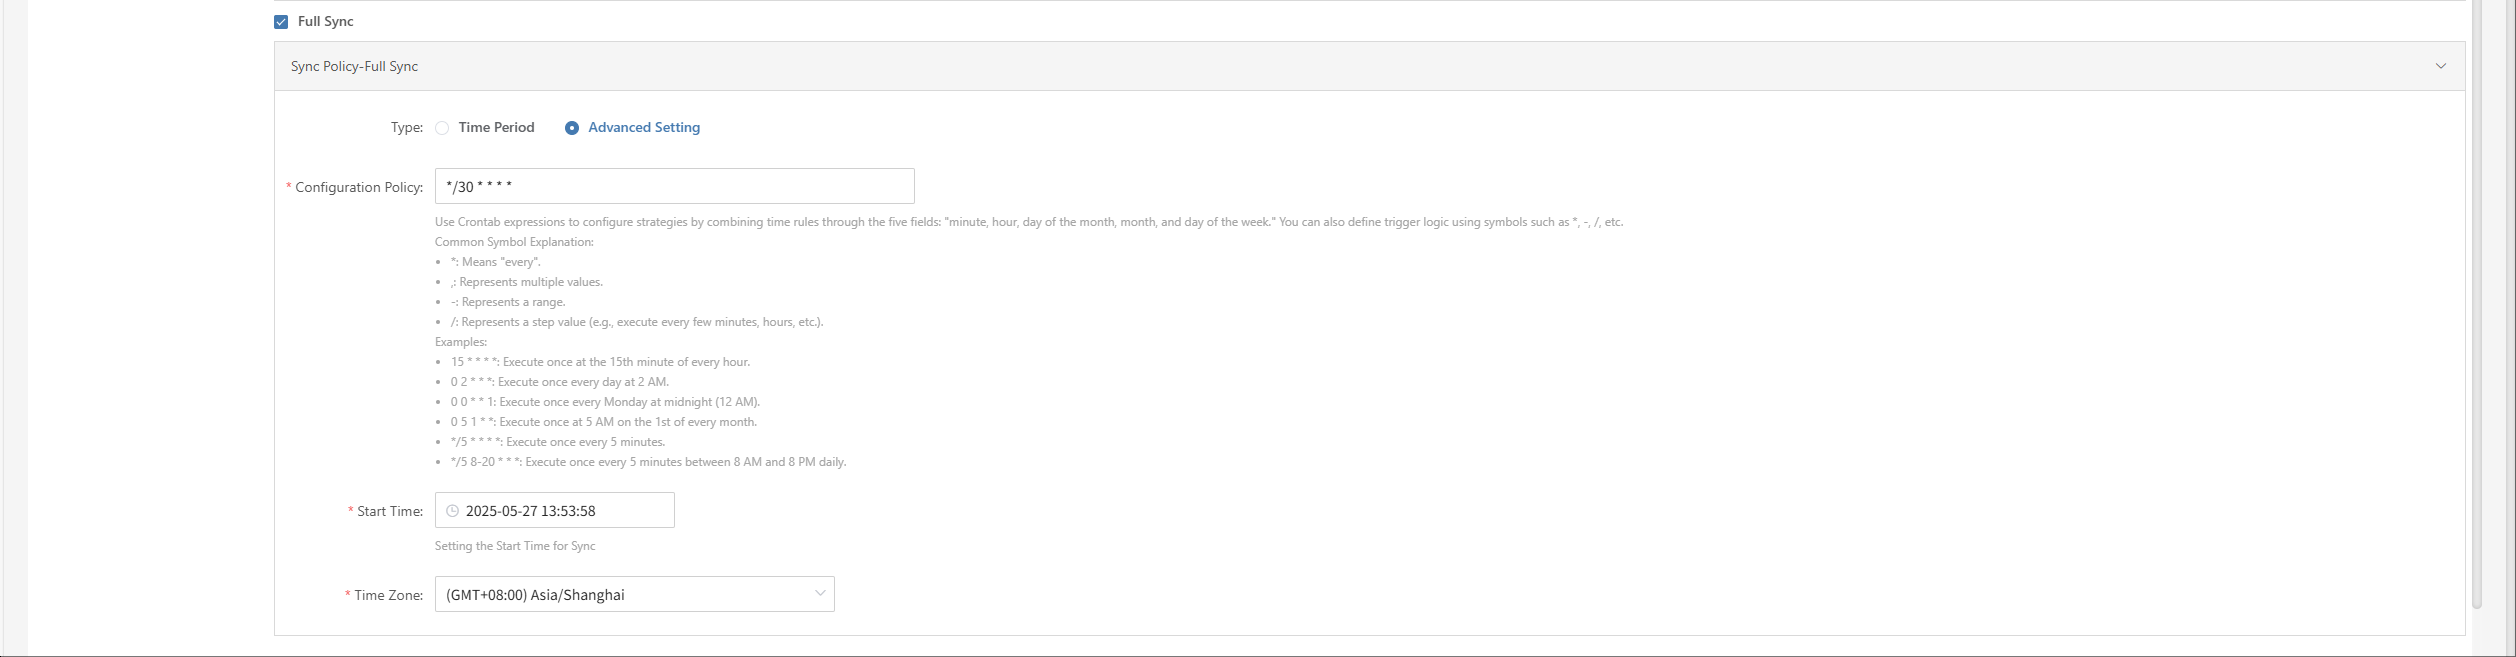 Full Sync
Sync Policy-Full Sync
Type: Time Period Advanced Setting
* Configuration Policy: */30 * * * *
Use Crontab expressions to configure strategies by combining time rules through the five fields: "minute, hour, day of the month, month, and day of the week." You can also define trigger logic using symbols such as *, -, /, etc.
Common Symbol Explanation:
• *: Means "every".
• ,: Represents multiple values.
• -: Represents a range.
• /: Represents a step value (e.g., execute every few minutes, hours, etc.).
Examples:
• 15 * * * *: Execute once at the 15th minute of every hour.
• 0 2 * * *: Execute once every day at 2 AM.
• 0 0 * * 1: Execute once every Monday at midnight (12 AM).
• 0 5 1 * *: Execute once at 5 AM on the 1st of every month.
• */5 * * * *: Execute once every 5 minutes.
• */5 8-20 * * *: Execute once every 5 minutes between 8 AM and 8 PM daily.
* Start Time: 2025-05-27 13:53:58
Setting the Start Time for Sync
* Time Zone: (GMT+08:00) Asia/Shanghai